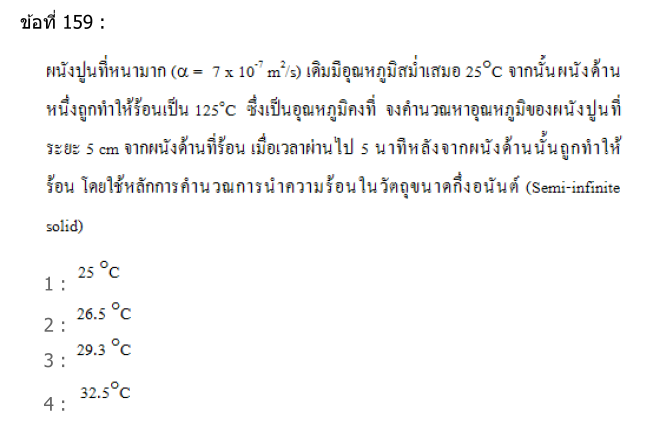 ข้อที่ 159 :
ผนังปูนที่หนามาก (α = 7 x 10⁻⁷ m²/s) เดิมมีอุณหภูมิสม่ำเสมอ 25°C จากนั้นผนังด้าน
หนึ่งถูกทำให้ร้อนเป็น 125°C ซึ่งเป็นอุณหภูมิคงที่ จงคำนวณหาอุณหภูมิของผนังปูนที่
ระยะ 5 cm จากผนังด้านที่ร้อน เมื่อเวลาผ่านไป 5 นาทีหลังจากผนังด้านนั้นถูกทำให้
ร้อน โดยใช้หลักการคำนวณการนำความร้อนในวัตถุขนาดกึ่งอนันต์ (Semi-infinite
solid)
1 : 25 °C
2 : 26.5 °C
3 : 29.3 °C
4 : 32.5°C